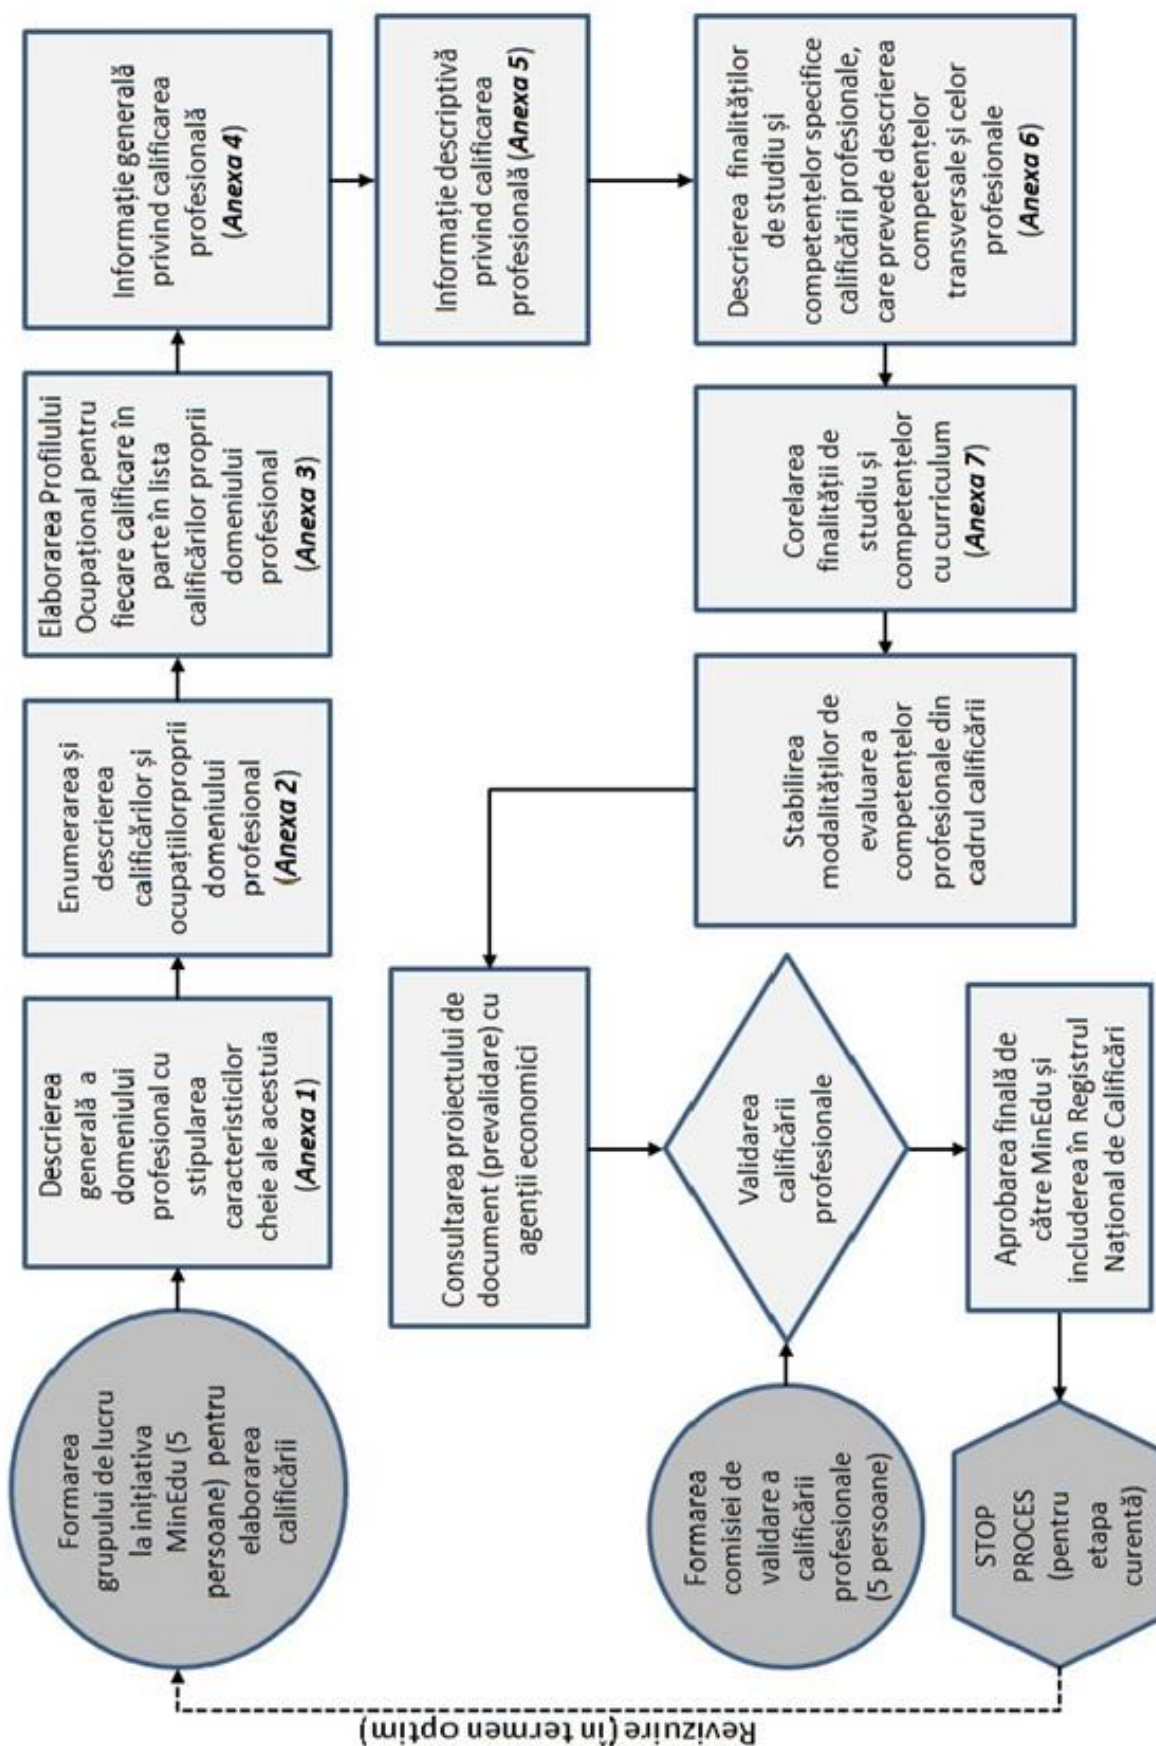 Formarea
grupului de lucru
la inițiativa
MinEdu (5
persoane) pentru
elaborarea
calificării
Descrierea
generală a
domeniului
profesional cu
stipularea
caracteristicilor
cheie ale acestuia
(Anexa 1)
Enumerarea și
descrierea
calificărilor și
ocupațiilorproprii
domeniului
profesional
(Anexa 2)
Elaborarea Profilului
Ocupațional pentru
fiecare calificare în
parte în lista
calificărilor proprii
domeniului
profesional
(Anexa 3)
Informație generală
privind calificarea
profesională
(Anexa 4)
Informație descriptivă
privind calificarea
profesională (Anexa 5)
Descrierea finalităților
de studiu și
competențelor specifice
calificării profesionale,
care prevede descrierea
competențelor
transversale și celor
profesionale
(Anexa 6)
Corelarea
finalității de
studiu și
competențelor
cu curriculum
(Anexa 7)
Stabilirea
modalităților de
evaluare a
competențelor
profesionale din
cadrul calificării
Consultarea proiectului de
document (prevalidare) cu
agenții economici
Formarea
comisiei de
validare a
calificării
profesionale
(5 persoane)
Validarea
calificării
profesionale
Aprobarea finală de
către MinEdu și
includerea în Registrul
Național de Calificări
STOP
PROCES
(pentru
etapa
curentă)
Revizuire (în termen optim)